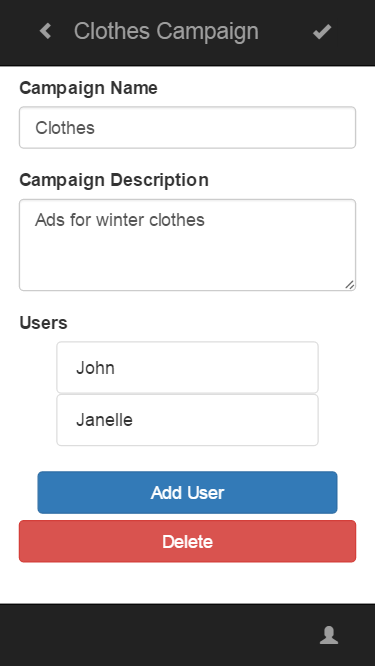 Clothes Campaign
Campaign Name
Clothes
Campaign Description
Ads for winter clothes
Users
John
Janelle
Add User
Delete